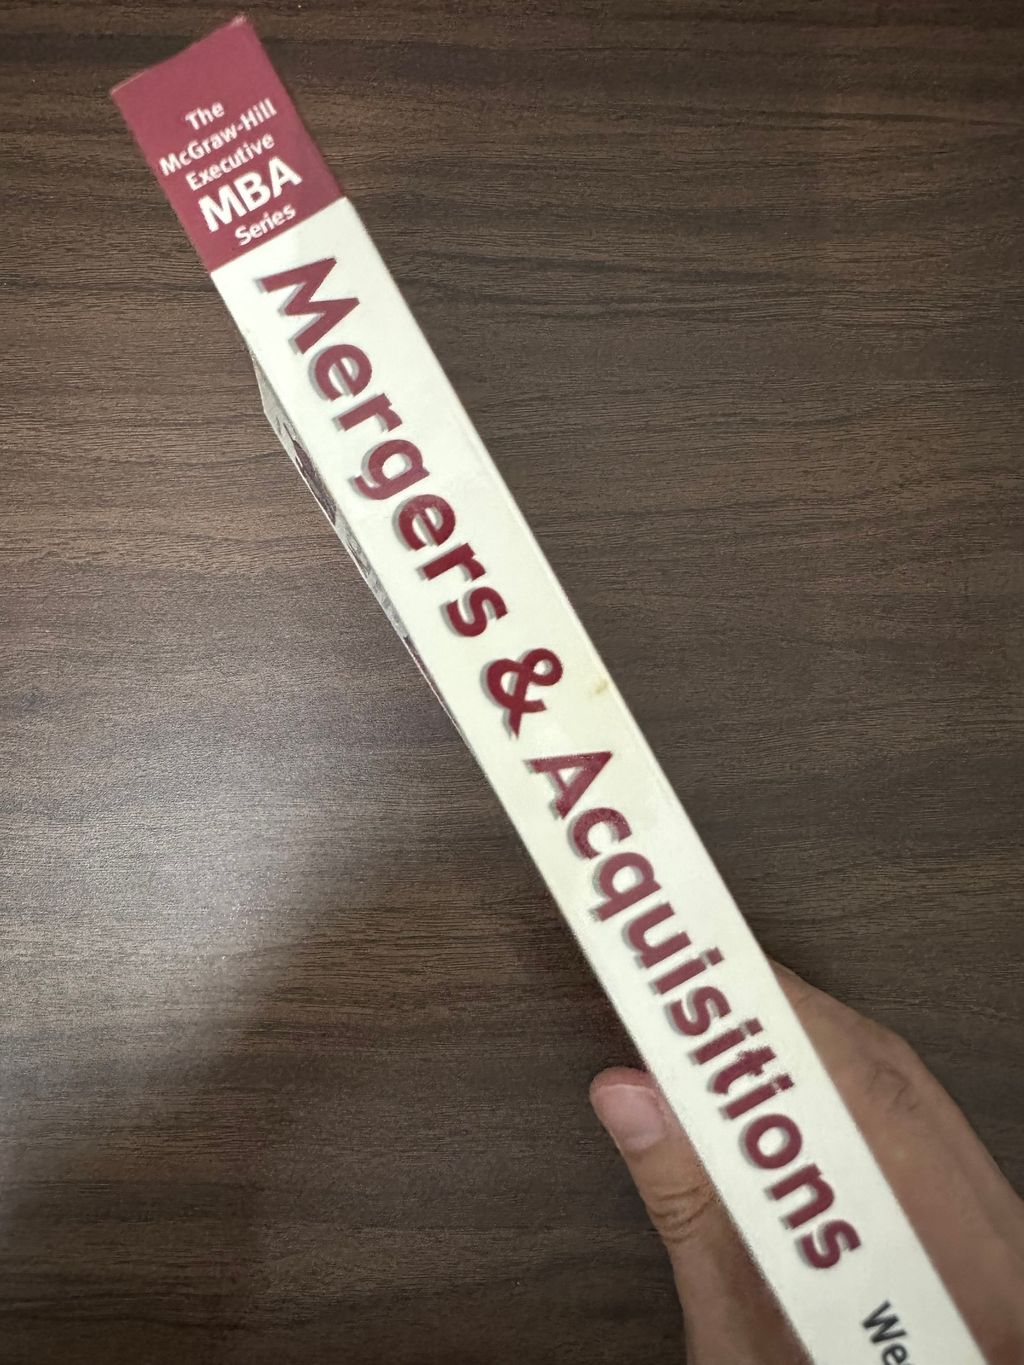 The
McGraw-Hill
Executive
MBA
Series
Mergers & Acquisitions